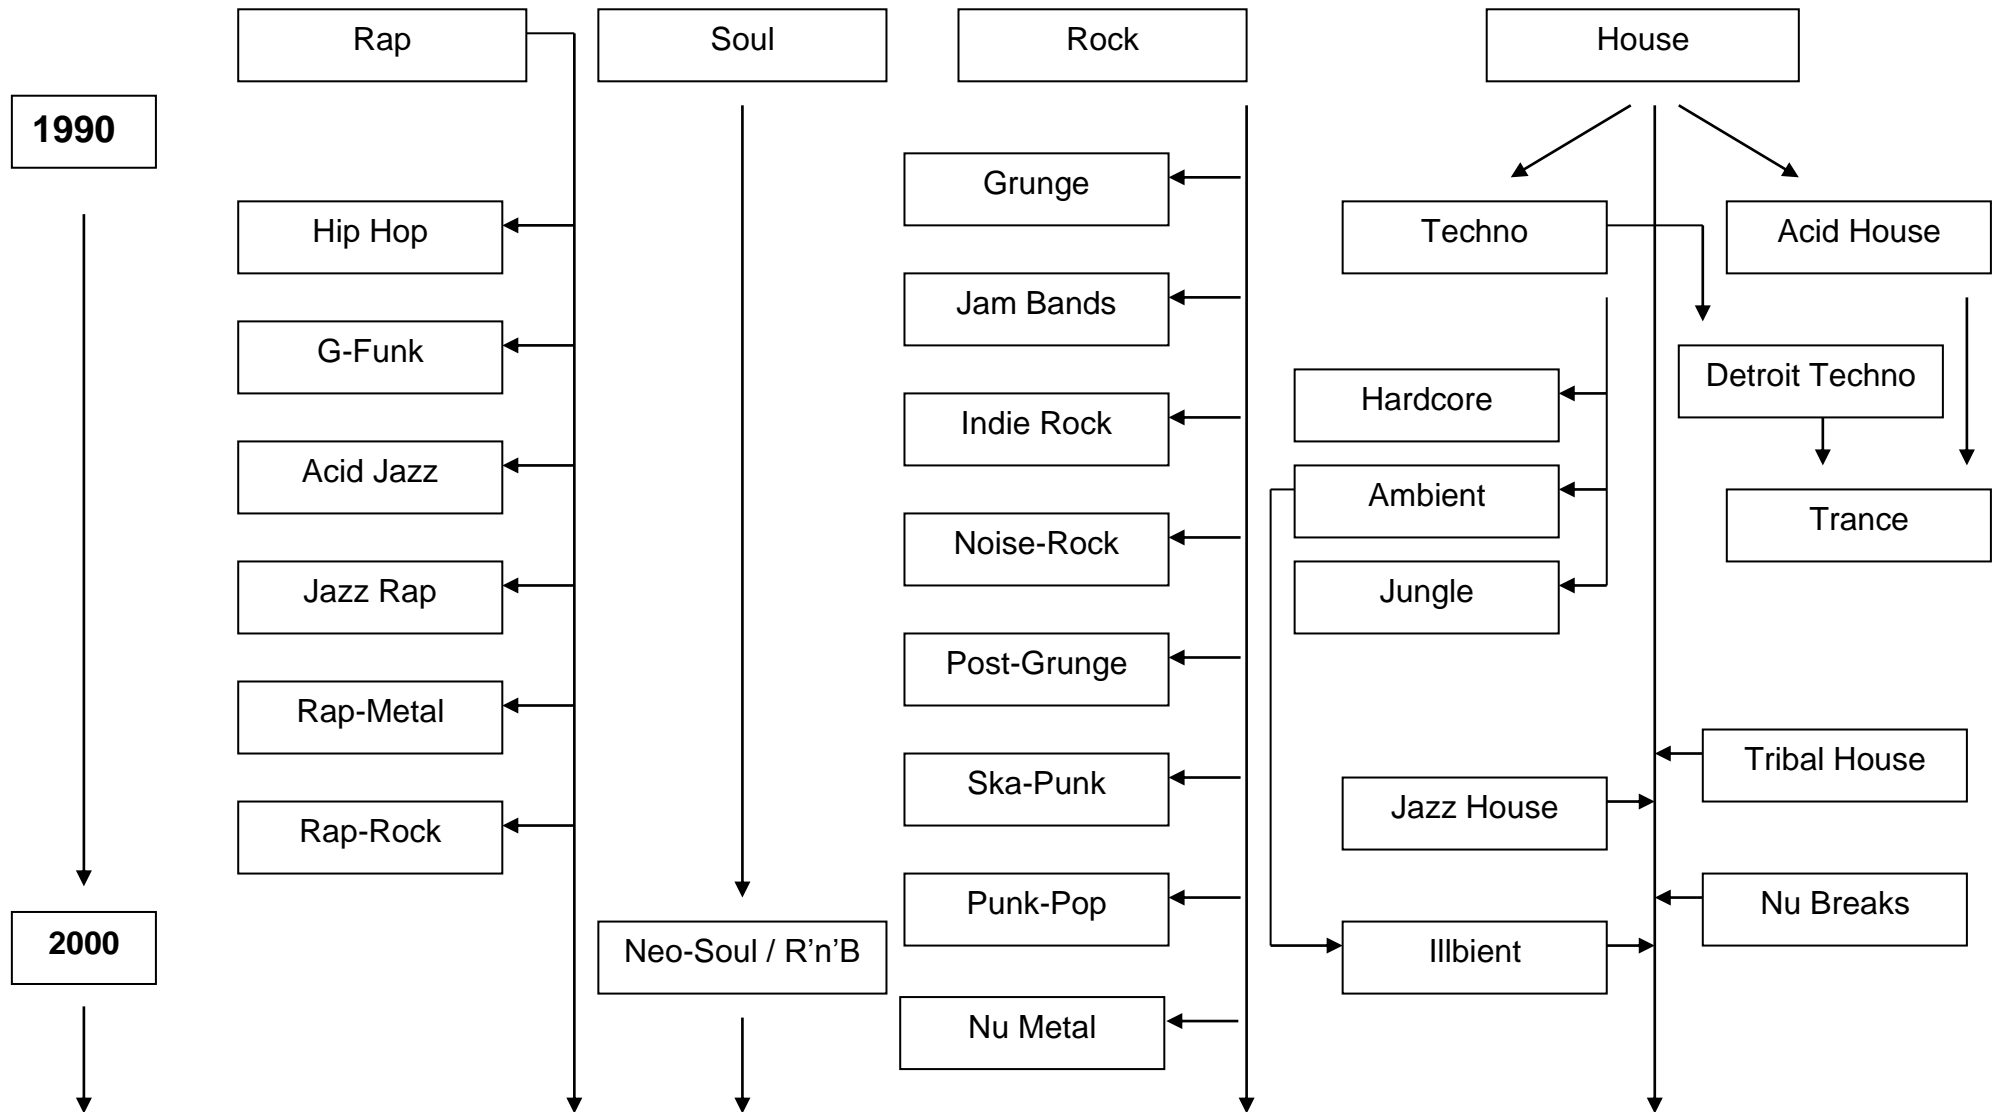 Rap
Soul
Rock
House
1990
Grunge
Hip Hop
Techno
Acid House
Jam Bands
G-Funk
Detroit Techno
Hardcore
Indie Rock
Acid Jazz
Ambient
Trance
Noise-Rock
Jazz Rap
Jungle
Post-Grunge
Rap-Metal
Tribal House
Ska-Punk
Jazz House
Rap-Rock
Punk-Pop
Nu Breaks
2000
Neo-Soul / R’n’B
Illbient
Nu Metal